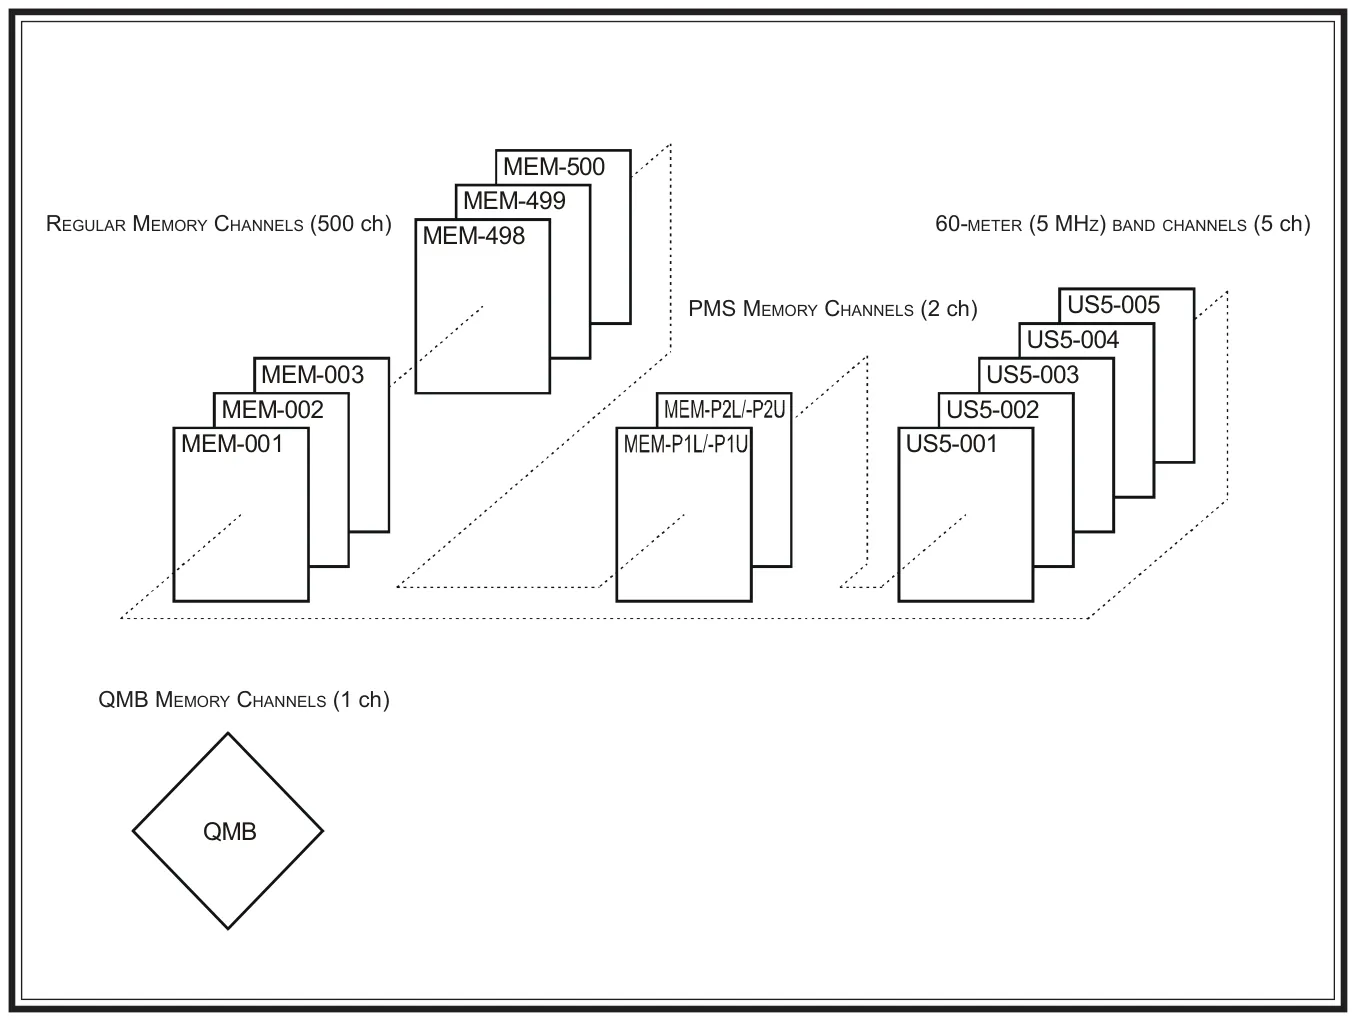 MEM-500
MEM-499
MEM-498
Regular Memory Channels (500 ch)
60-meter (5 MHz) band channels (5 ch)
PMS Memory Channels (2 ch)
US5-005
US5-004
US5-003
US5-002
US5-001
MEM-003
MEM-002
MEM-001
MEM-P2L/-P2U
MEM-P1L/-P1U
QMB Memory Channels (1 ch)
QMB